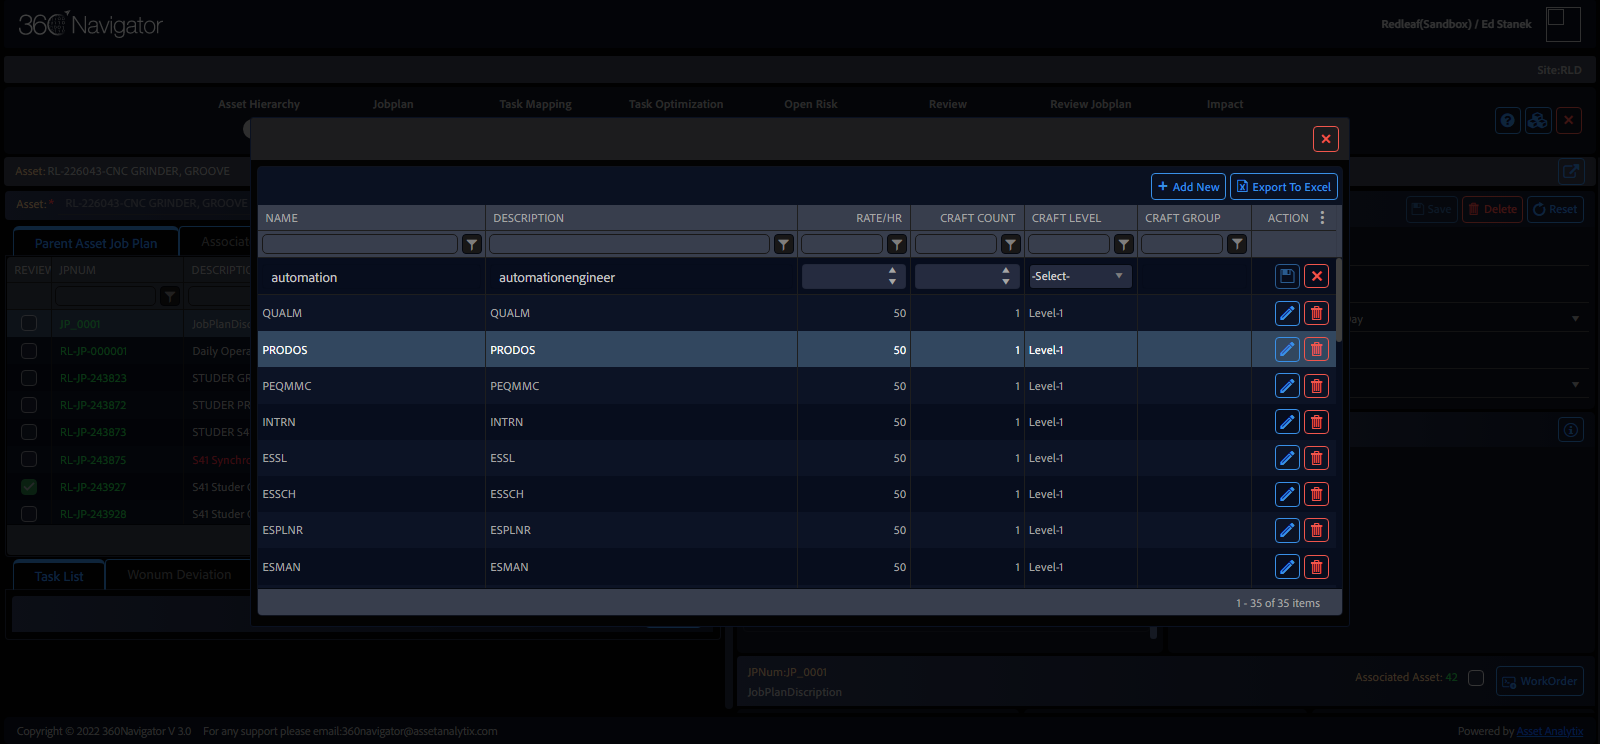 360 Navigator
Redleaf(Sandbox) / Ed Stanek
Site:RLD
Asset Hierarchy Jobplan Task Mapping Task Optimization Open Risk Review Review Jobplan Impact
Asset: RL-226043-CNC GRINDER, GROOVE
Asset:* RL-226043-CNC GRINDER, GROOVE
Save Delete Reset
Parent Asset Job Plan Associat
REVIEW JPNUM DESCRIPTIO
JP_0001 JobPlanDisc
RL-JP-000001 Daily Opera
RL-JP-243823 STUDER GR
RL-JP-243872 STUDER PR
RL-JP-243873 STUDER S4
RL-JP-243875 S41 Synchro
RL-JP-243927 S41 Studer C
RL-JP-243928 S41 Studer C
Task List Wonum Deviation
+ Add New Export To Excel
NAME DESCRIPTION RATE/HR CRAFT COUNT CRAFT LEVEL CRAFT GROUP ACTION
automation automationengineer -Select-
QUALM QUALM 50 1 Level-1
PRODOS PRODOS 50 1 Level-1
PEQMMC PEQMMC 50 1 Level-1
INTRN INTRN 50 1 Level-1
ESSL ESSL 50 1 Level-1
ESSCH ESSCH 50 1 Level-1
ESPLNR ESPLNR 50 1 Level-1
ESMAN ESMAN 50 1 Level-1
1 - 35 of 35 items
ay
JPNum:JP_0001
JobPlanDiscription
Associated Asset: 42 WorkOrder
Copyright © 2022 360Navigator V 3.0 For any support please email:360navigator@assetanalytix.com
Powered by Asset Analytix